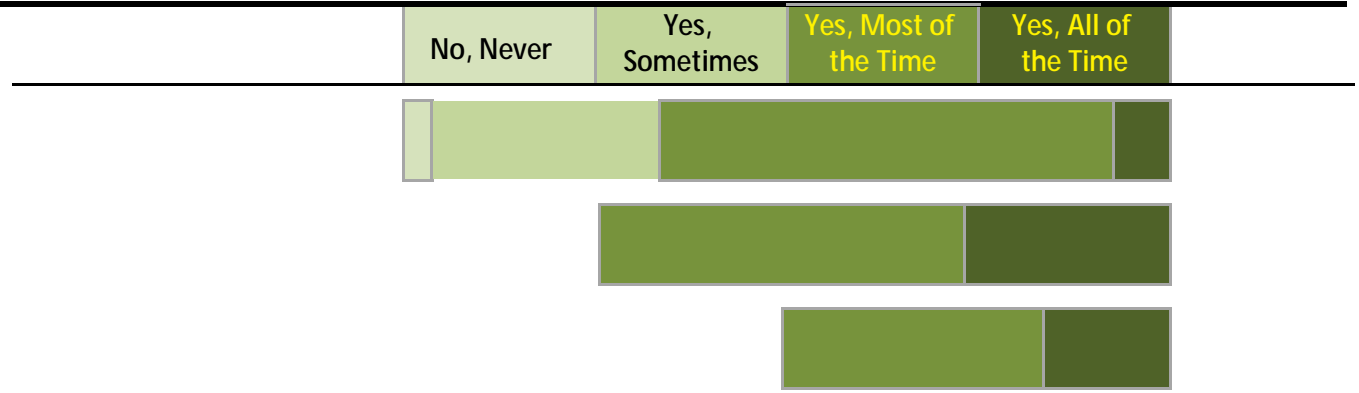 No, Never
Yes,
Sometimes
Yes, Most of
the Time
Yes, All of
the Time